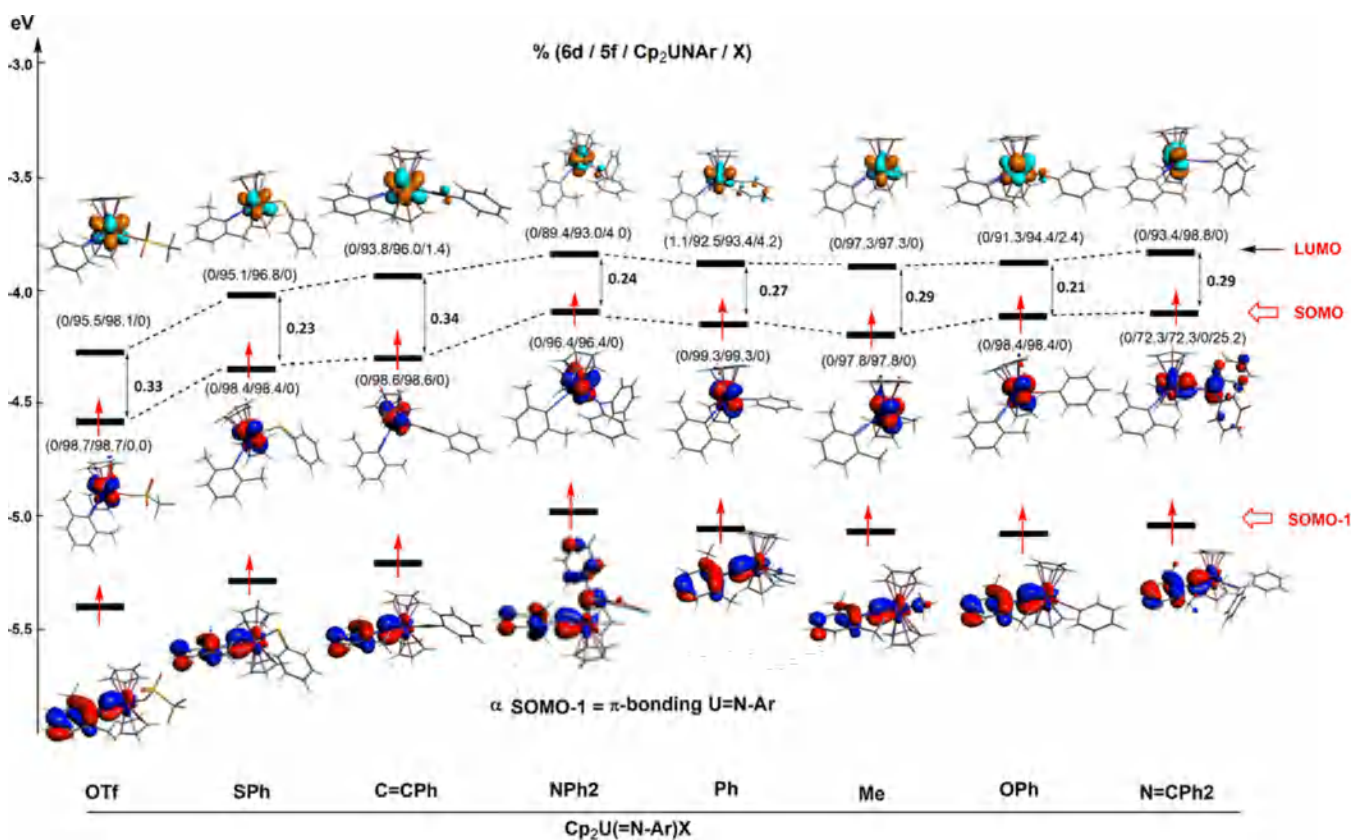 eV
% (6d / 5f / Cp₂UNAr / X)
-3.0
-3.5
-4.0
-4.5
-5.0
-5.5
(0/95.5/98.1/0)
(0/95.1/96.8/0)
(0/93.8/96.0/1.4)
(0/89.4/93.0/4.0)
(1.1/92.5/93.4/4.2)
(0/97.3/97.3/0)
(0/91.3/94.4/2.4)
(0/93.4/98.8/0)
LUMO
0.33
0.23
0.34
0.24
0.27
0.29
0.21
0.29
SOMO
(0/98.7/98.7/0.0)
(0/98.4/98.4/0)
(0/98.6/98.6/0)
(0/96.4/96.4/0)
(0/99.3/99.3/0)
(0/97.8/97.8/0)
(0/98.4/98.4/0)
(0/72.3/72.3/0/25.2)
SOMO-1
α SOMO-1 = π-bonding U=N-Ar
OTf
SPh
C=CPh
NPh2
Ph
Me
OPh
N=CPh2
Cp₂U(=N-Ar)X